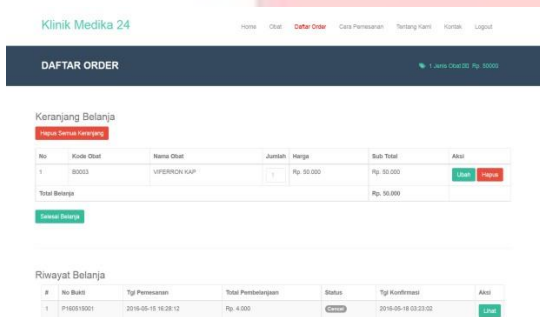 Klinik Medika 24
Home Obat Daftar Order Cara Pemesanan Tentang Kami Kontak Logout
DAFTAR ORDER
1 Jenis Obat Rp. 50000
Keranjang Belanja
Hapus Semua Keranjang
No Kode Obat Nama Obat Jumlah Harga Sub Total Aksi
1 B0003 VIFERRON KAP 1 Rp. 50.000 Rp. 50.000 Ubah Hapus
Total Belanja Rp. 50.000
Selesai Belanja
Riwayat Belanja
# No Bukti Tgl Pemesanan Total Pembelanjaan Status Tgl Konfirmasi Aksi
1 P160515001 2016-05-15 16:28:12 Rp. 4.000 Cancel 2016-05-18 03:23:02 Lihat